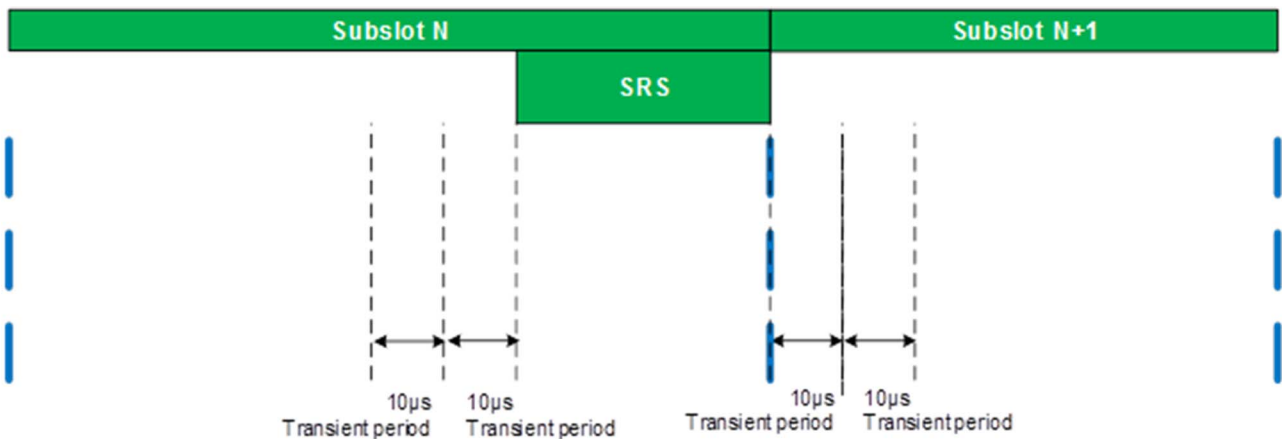 Subslot N
Subslot N+1
SRS
10µs
Transient period
10µs
Transient period
10µs
Transient period
10µs
Transient period